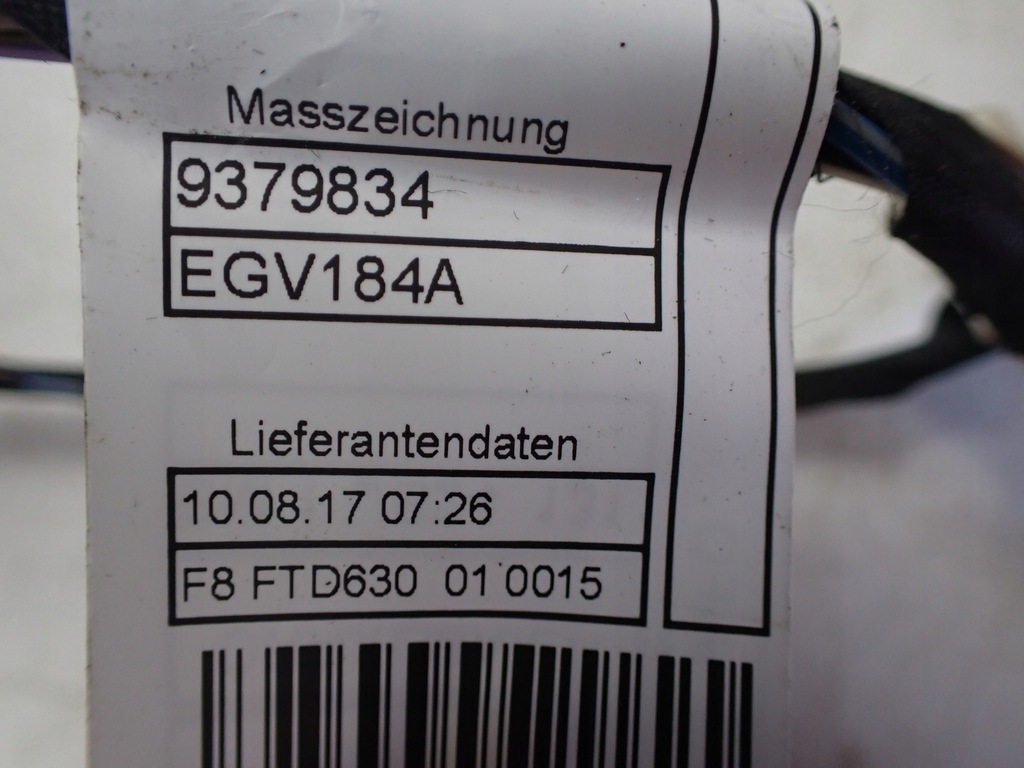 Masszeichnung
9379834
EGV184A
Lieferantendaten
10.08.17 07:26
F8 FTD630 01 0015